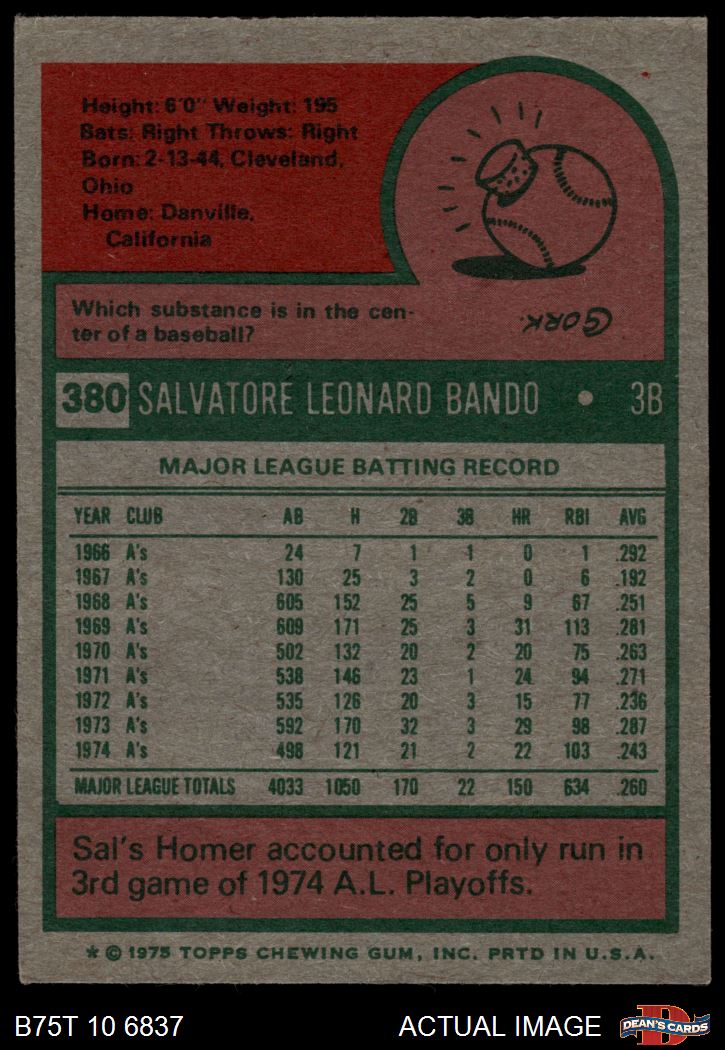 Height: 6'0" Weight: 195
Bats: Right Throws: Right
Born: 2-13-44, Cleveland,
Ohio
Home: Danville,
California
Which substance is in the cen-
ter of a baseball?
CORK.
380 SALVATORE LEONARD BANDO • 3B
MAJOR LEAGUE BATTING RECORD
YEAR CLUB AB H 2B 3B HR RBI AVG
1966 A's 24 7 1 1 0 1 .292
1967 A's 130 25 3 2 0 6 .192
1968 A's 605 152 25 5 9 67 .251
1969 A's 609 171 25 3 31 113 .281
1970 A's 502 132 20 2 20 75 .263
1971 A's 538 146 23 1 24 94 .271
1972 A's 535 126 20 3 15 77 .236
1973 A's 592 170 32 3 29 98 .287
1974 A's 498 121 21 2 22 103 .243
MAJOR LEAGUE TOTALS 4033 1050 170 22 150 634 .260
Sal's Homer accounted for only run in
3rd game of 1974 A.L. Playoffs.
* © 1975 TOPPS CHEWING GUM, INC. PRTD IN U.S.A.
B75T 10 6837 ACTUAL IMAGE D DEAN'S CARDS